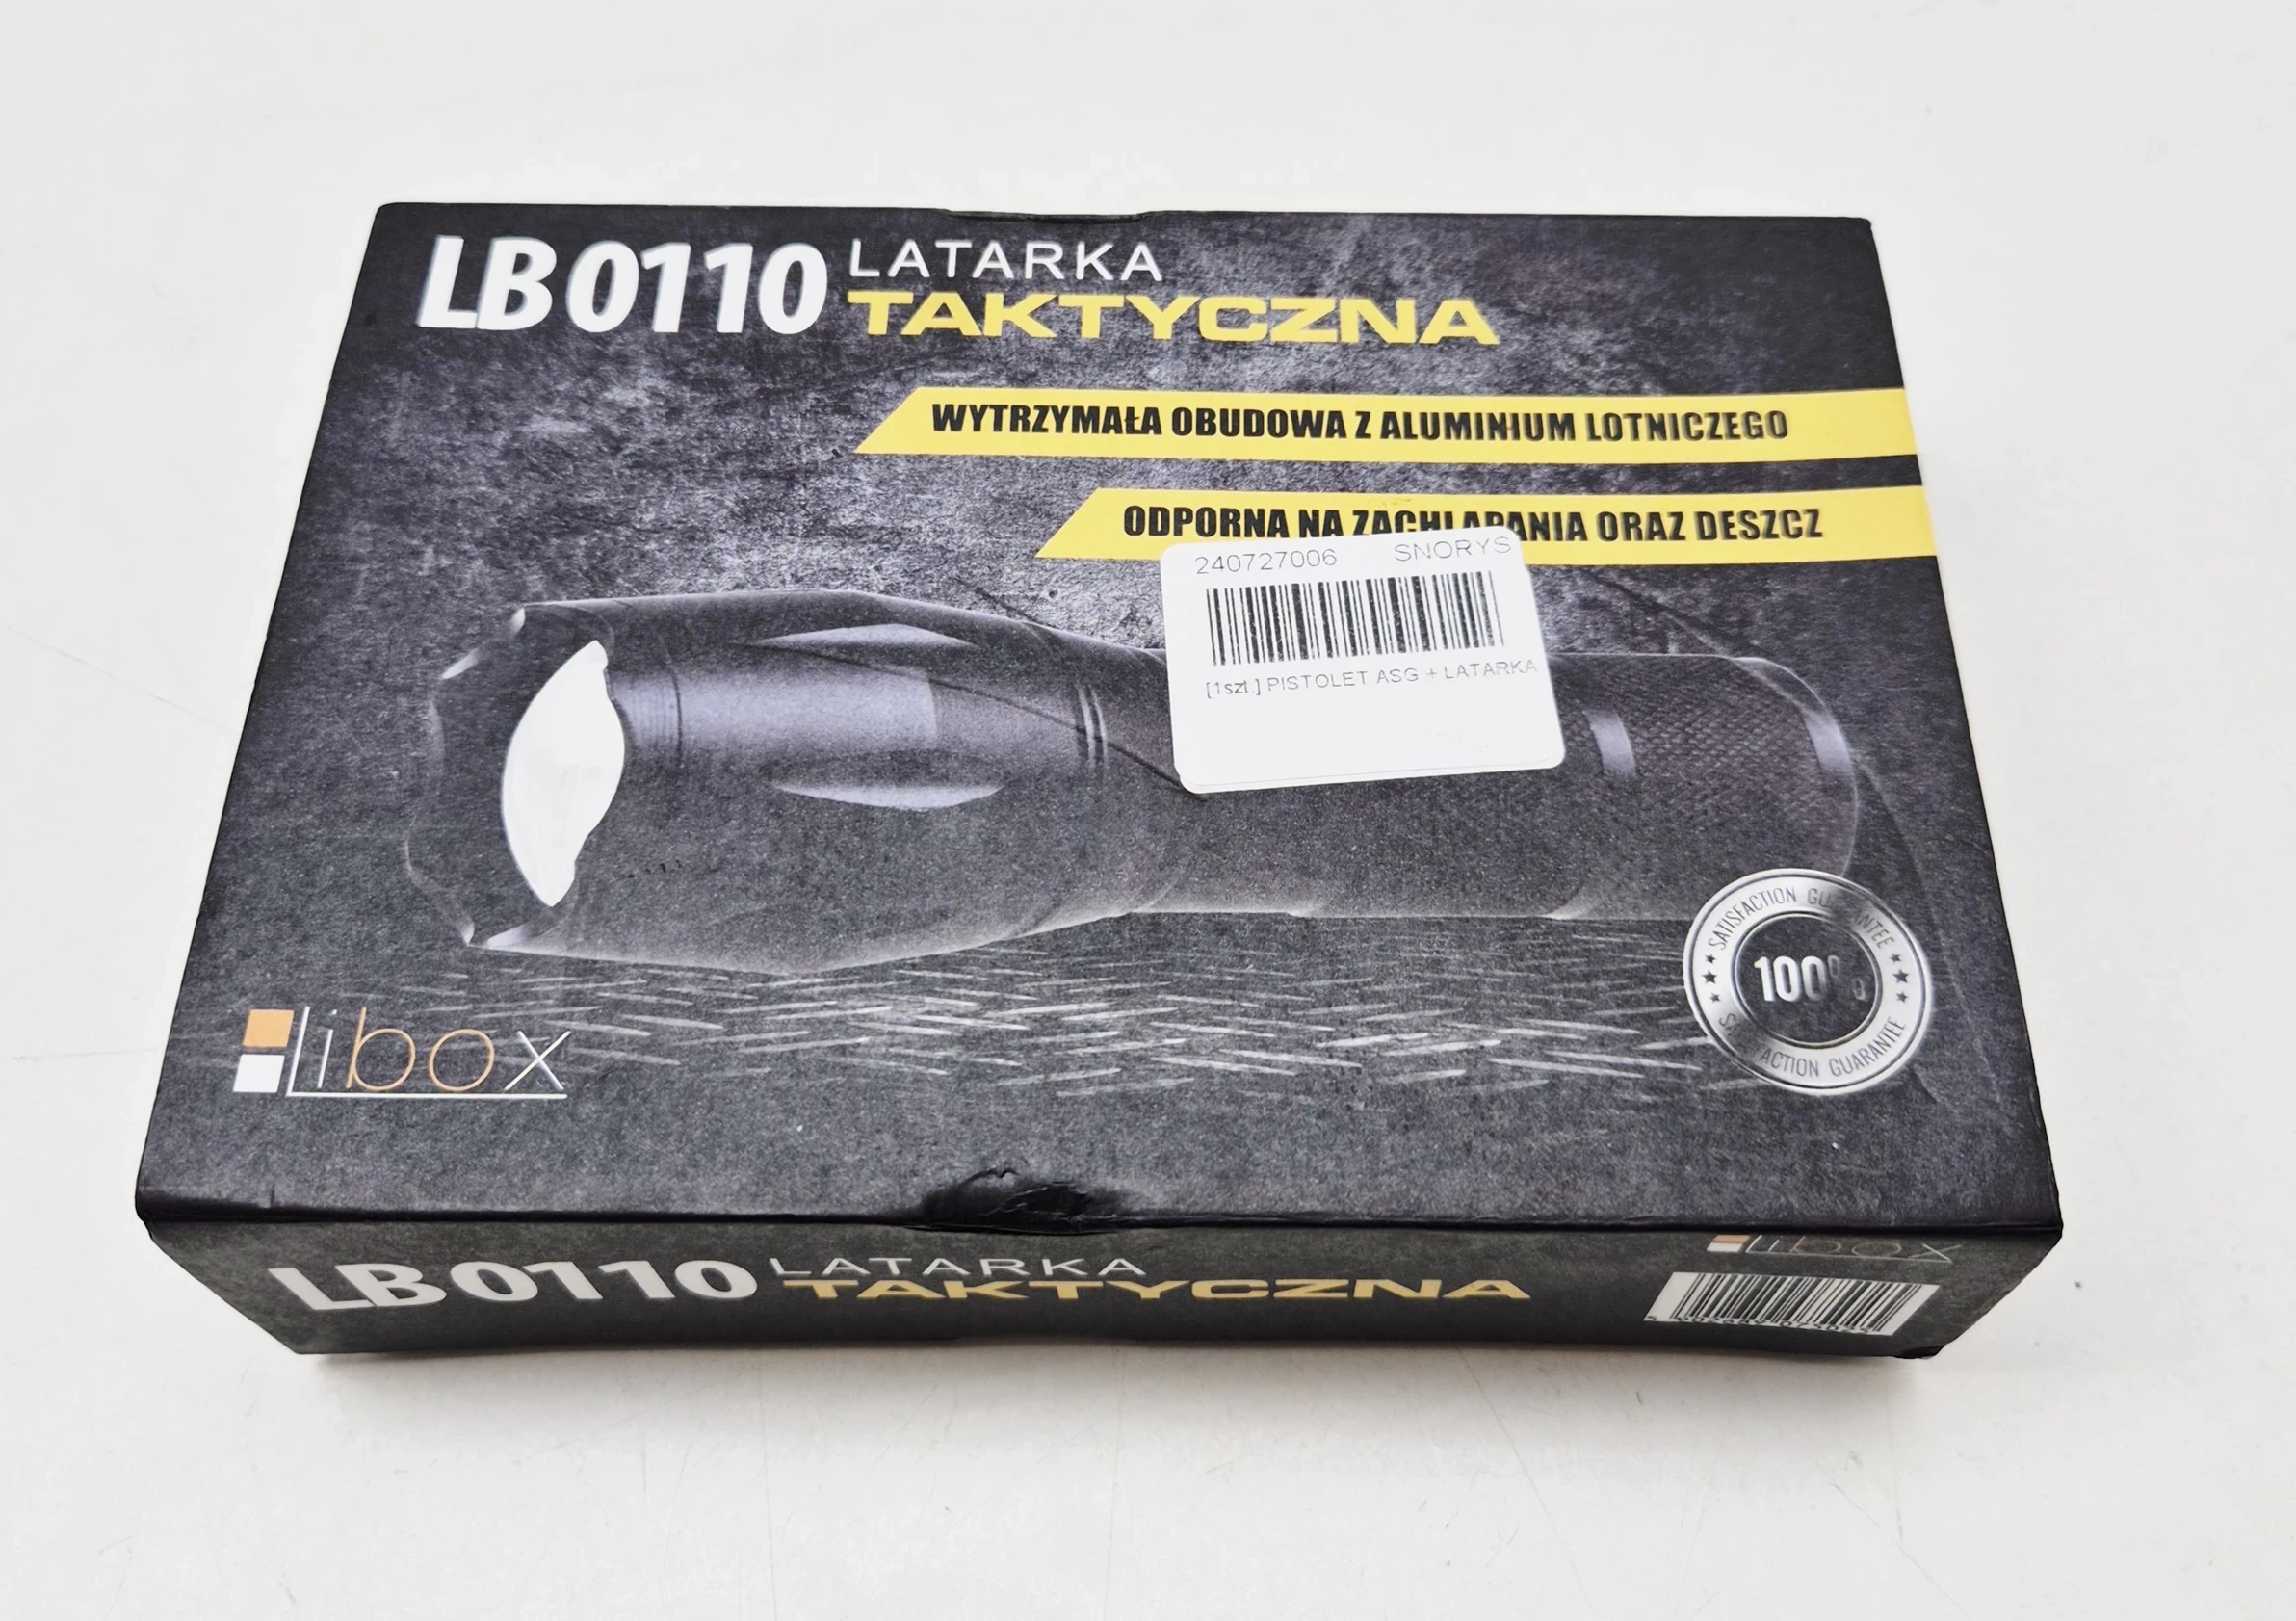 LB0110 LATARKA
TAKTYCZNA
WYTRZYMAŁA OBUDOWA Z ALUMINIUM LOTNICZEGO
ODPORNA NA ZACHLAPANIA ORAZ DESZCZ
240727006 SNORYS
[1szt.] PISTOLET ASG + LATARKA
SATISFACTION GUARANTEE
100%
SATISFACTION GUARANTEE
Libox
LB0110 LATARKA
TAKTYCZNA
Libox